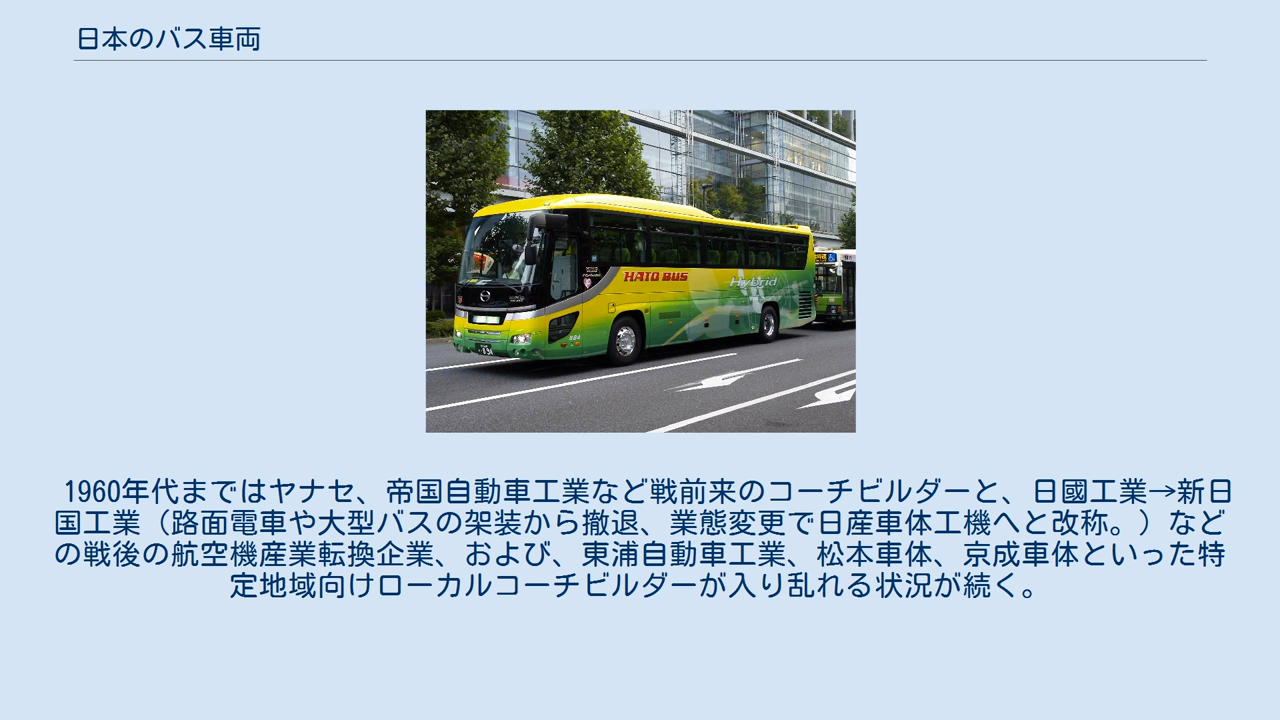 日本のバス車両
HATO BUS
Hybrid
894
1960年代まではヤナセ、帝国自動車工業など戦前来のコーチビルダーと、日國工業→新日
国工業（路面電車や大型バスの架装から撤退、業態変更で日産車体工機へと改称。）など
の戦後の航空機産業転換企業、および、東浦自動車工業、松本車体、京成車体といった特
定地域向けローカルコーチビルダーが入り乱れる状況が続く。